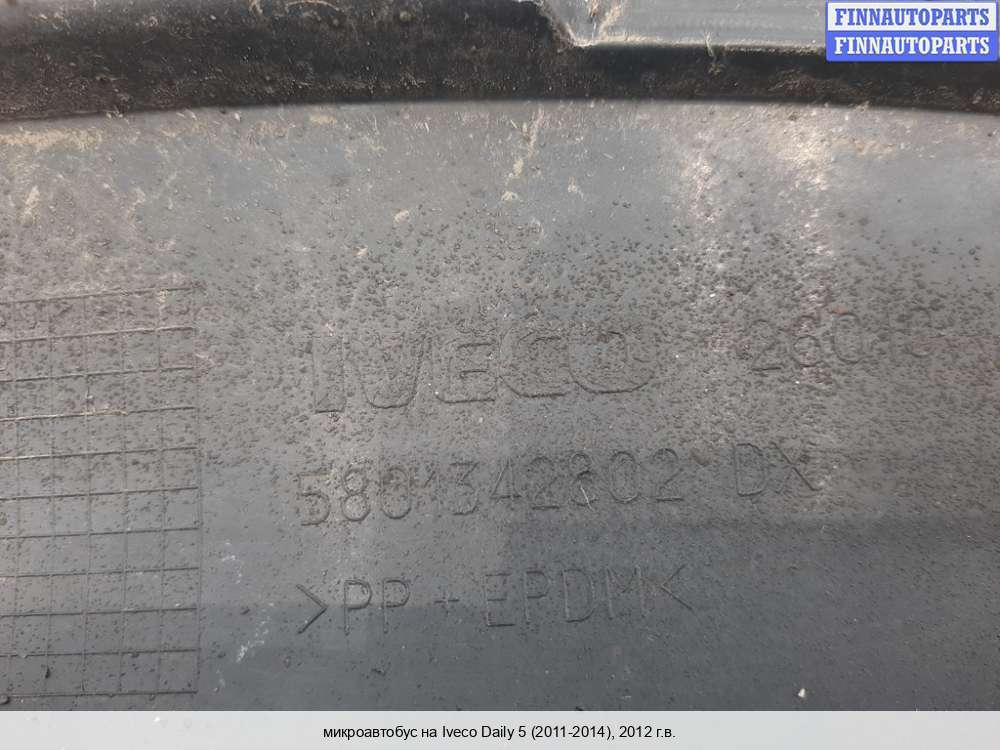 FINNAUTOPARTS
FINNAUTOPARTS
IVECO
5801342802 DX
>PP + EPDM<
микроавтобус на Iveco Daily 5 (2011-2014), 2012 г.в.